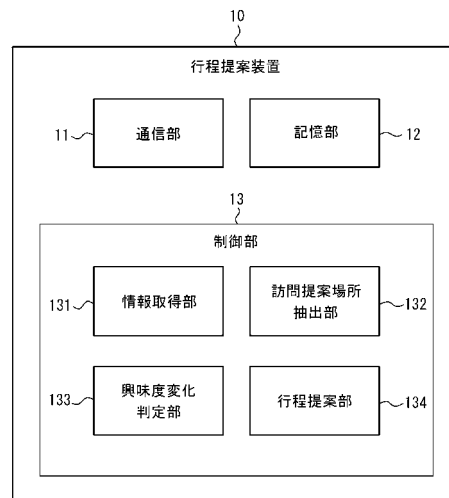 10
行程提案装置
11
通信部
記憶部
12
13
制御部
131
情報取得部
訪問提案場所
抽出部
132
133
興味度変化
判定部
行程提案部
134